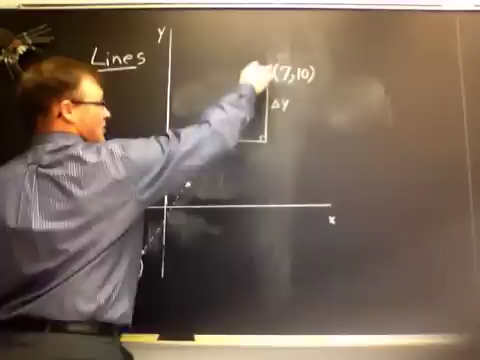 y
Lines
(7,10)
Δy
x